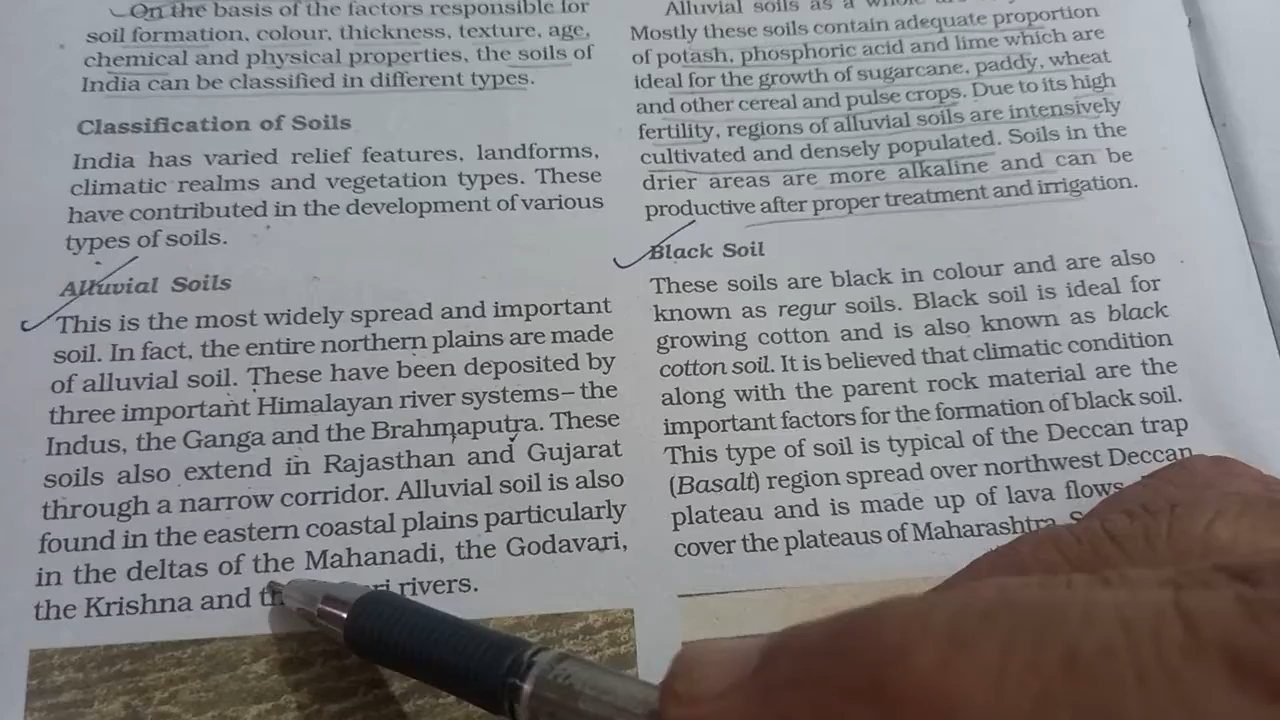 On the basis of the factors responsible for
soil formation, colour, thickness, texture, age,
chemical and physical properties, the soils of
India can be classified in different types.
Classification of Soils
India has varied relief features, landforms,
climatic realms and vegetation types. These
have contributed in the development of various
types of soils.
Alluvial Soils
This is the most widely spread and important
soil. In fact, the entire northern plains are made
of alluvial soil. These have been deposited by
three important Himalayan river systems– the
Indus, the Ganga and the Brahmaputra. These
soils also extend in Rajasthan and Gujarat
through a narrow corridor. Alluvial soil is also
found in the eastern coastal plains particularly
in the deltas of the Mahanadi, the Godavari,
the Krishna and rivers.
Alluvial soils as a whole
Mostly these soils contain adequate proportion
of potash, phosphoric acid and lime which are
ideal for the growth of sugarcane, paddy, wheat
and other cereal and pulse crops. Due to its high
fertility, regions of alluvial soils are intensively
cultivated and densely populated. Soils in the
drier areas are more alkaline and can be
productive after proper treatment and irrigation.
Black Soil
These soils are black in colour and are also
known as regur soils. Black soil is ideal for
growing cotton and is also known as black
cotton soil. It is believed that climatic condition
along with the parent rock material are the
important factors for the formation of black soil.
This type of soil is typical of the Deccan trap
(Basalt) region spread over northwest Deccan
plateau and is made up of lava flows.
cover the plateaus of Maharashtra,